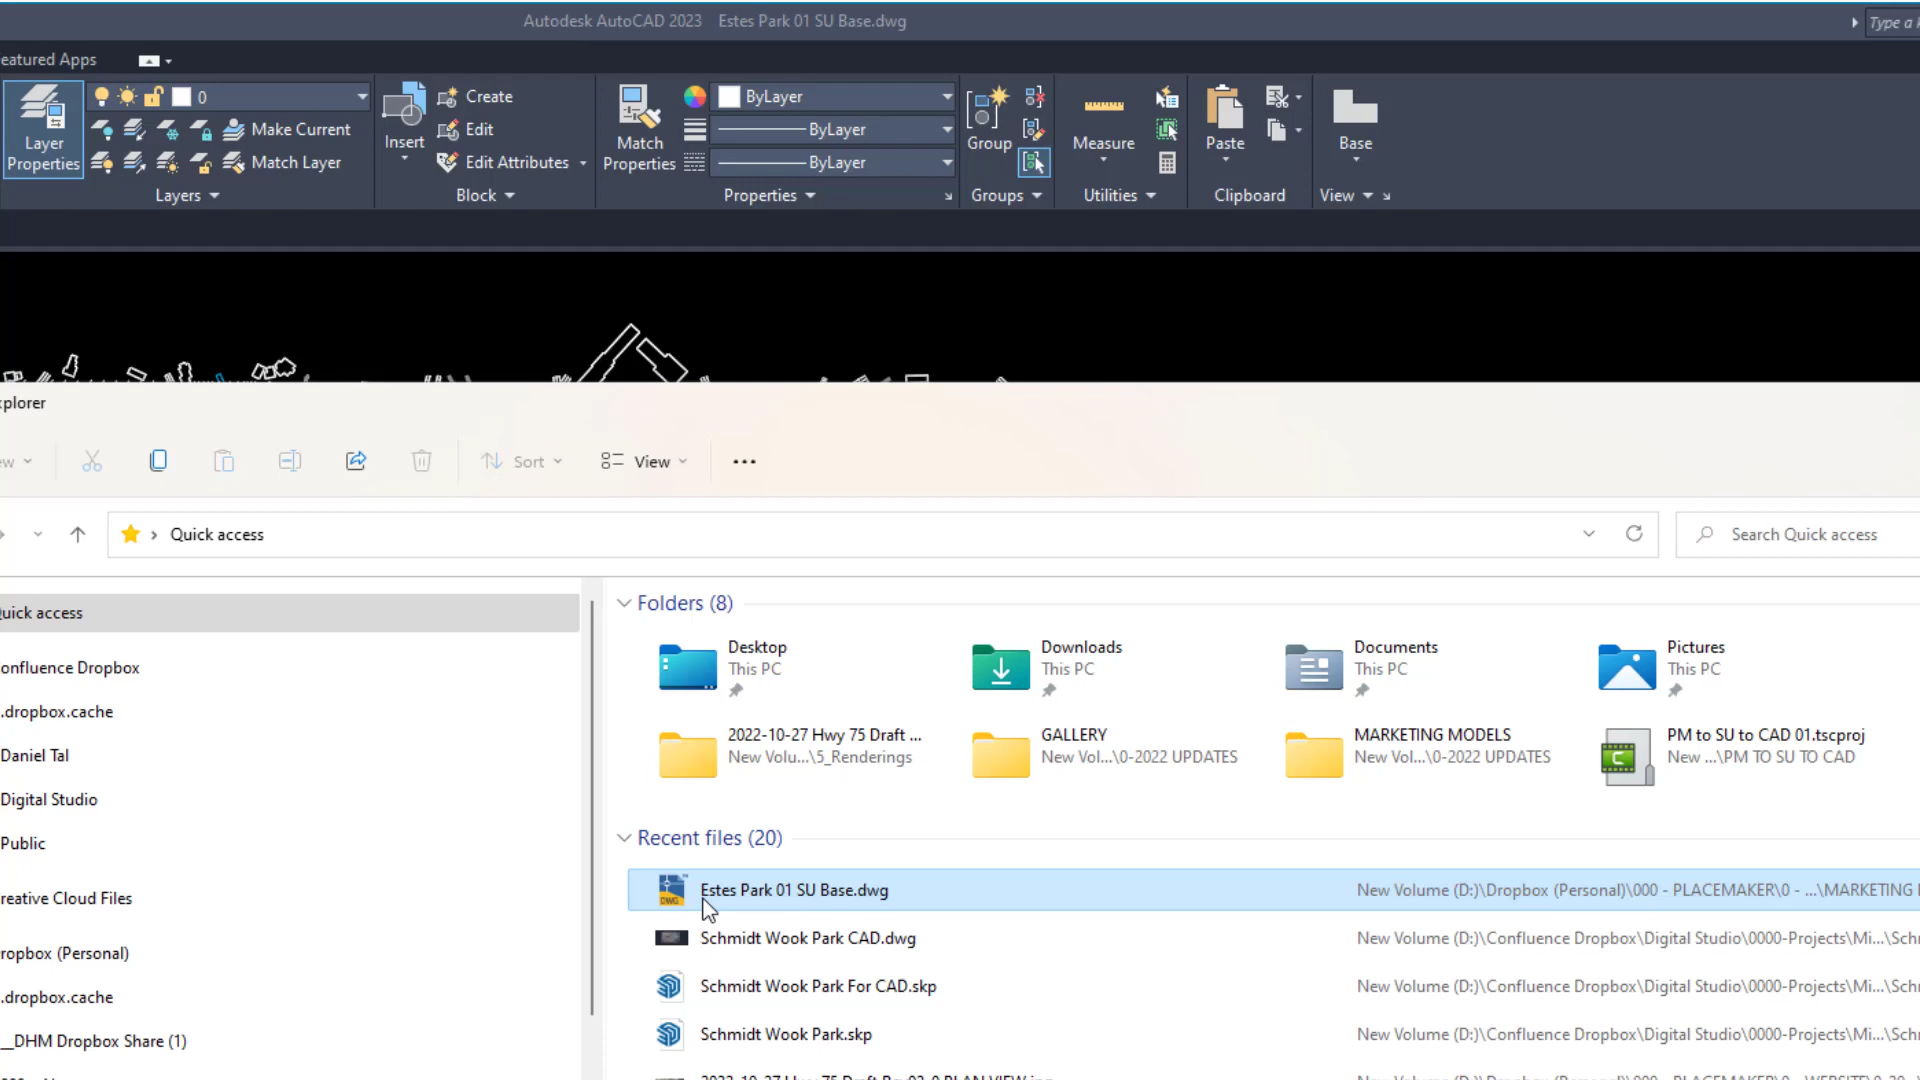 Autodesk AutoCAD 2023 Estes Park 01 SU Base.dwg
Type a k
eatured Apps
0
Make Current
Match Layer
Layer
Properties
Layers
Insert
Create
Edit
Edit Attributes
Block
Match
Properties
ByLayer
ByLayer
ByLayer
Properties
Group
Groups
Measure
Utilities
Paste
Clipboard
Base
View
xplorer
ew
Sort
View
Quick access
Search Quick access
uick access
onfluence Dropbox
.dropbox.cache
Daniel Tal
Digital Studio
Public
reative Cloud Files
ropbox (Personal)
.dropbox.cache
__DHM Dropbox Share (1)
Folders (8)
Desktop
This PC
Downloads
This PC
Documents
This PC
Pictures
This PC
2022-10-27 Hwy 75 Draft ...
New Volu...\5_Renderings
GALLERY
New Vol...\0-2022 UPDATES
MARKETING MODELS
New Vol...\0-2022 UPDATES
PM to SU to CAD 01.tscproj
New ...\PM TO SU TO CAD
Recent files (20)
DWG
Estes Park 01 SU Base.dwg New Volume (D:)\Dropbox (Personal)\000 - PLACEMAKER\0 - ...\MARKETING
Schmidt Wook Park CAD.dwg New Volume (D:)\Confluence Dropbox\Digital Studio\0000-Projects\Mi...\Schr
Schmidt Wook Park For CAD.skp New Volume (D:)\Confluence Dropbox\Digital Studio\0000-Projects\Mi...\Schr
Schmidt Wook Park.skp New Volume (D:)\Confluence Dropbox\Digital Studio\0000-Projects\Mi...\Schr